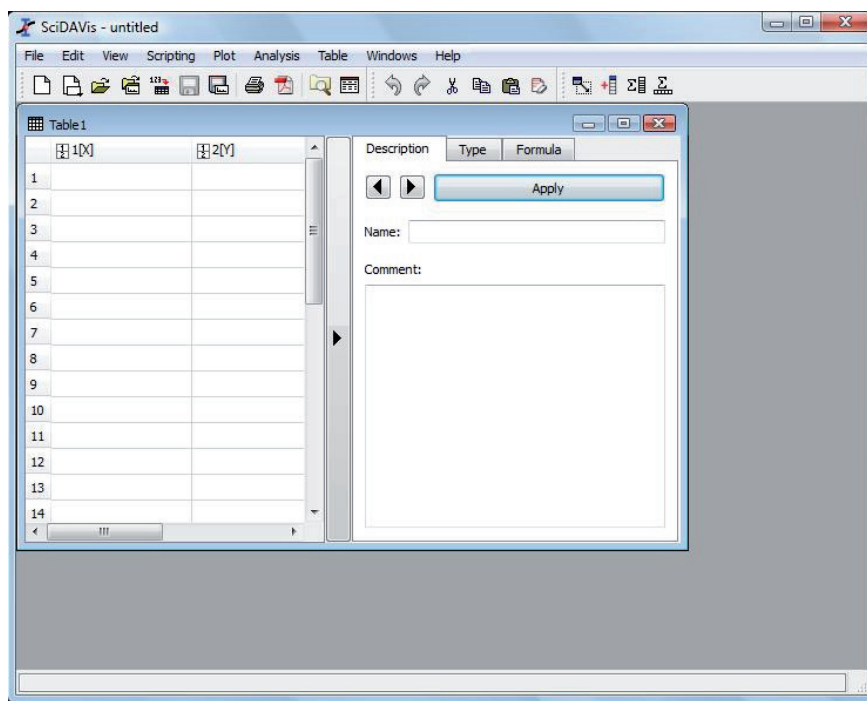 SciDAVis - untitled
File Edit View Scripting Plot Analysis Table Windows Help
Table1
1[X] 2[Y]
Description Type Formula
Apply
Name:
Comment:
1
2
3
4
5
6
7
8
9
10
11
12
13
14